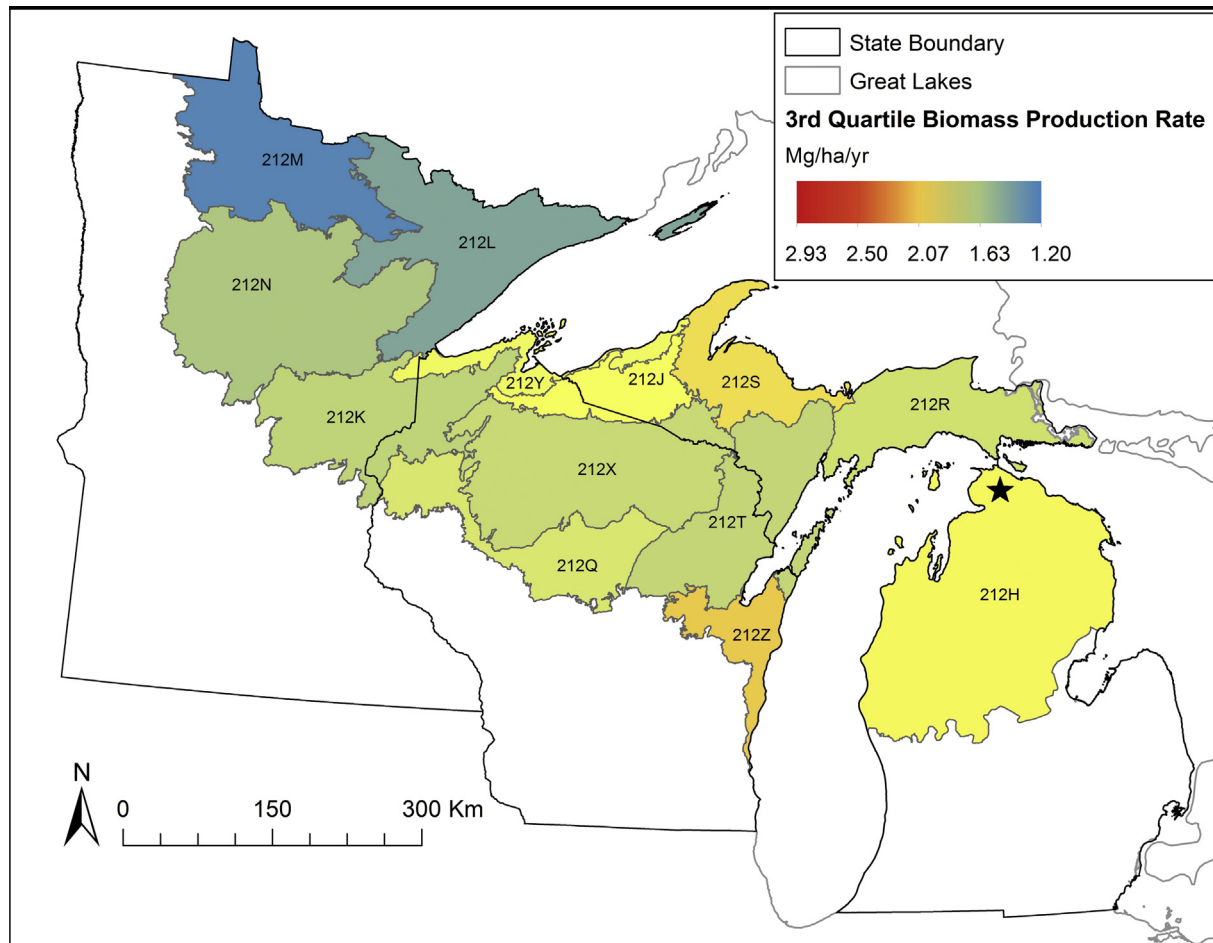 State Boundary
Great Lakes
3rd Quartile Biomass Production Rate
Mg/ha/yr
2.93 2.50 2.07 1.63 1.20
212M
212L
212N
212Y
212J
212S
212R
212K
212X
212T
212Q
212H
212Z
N
0 150 300 Km